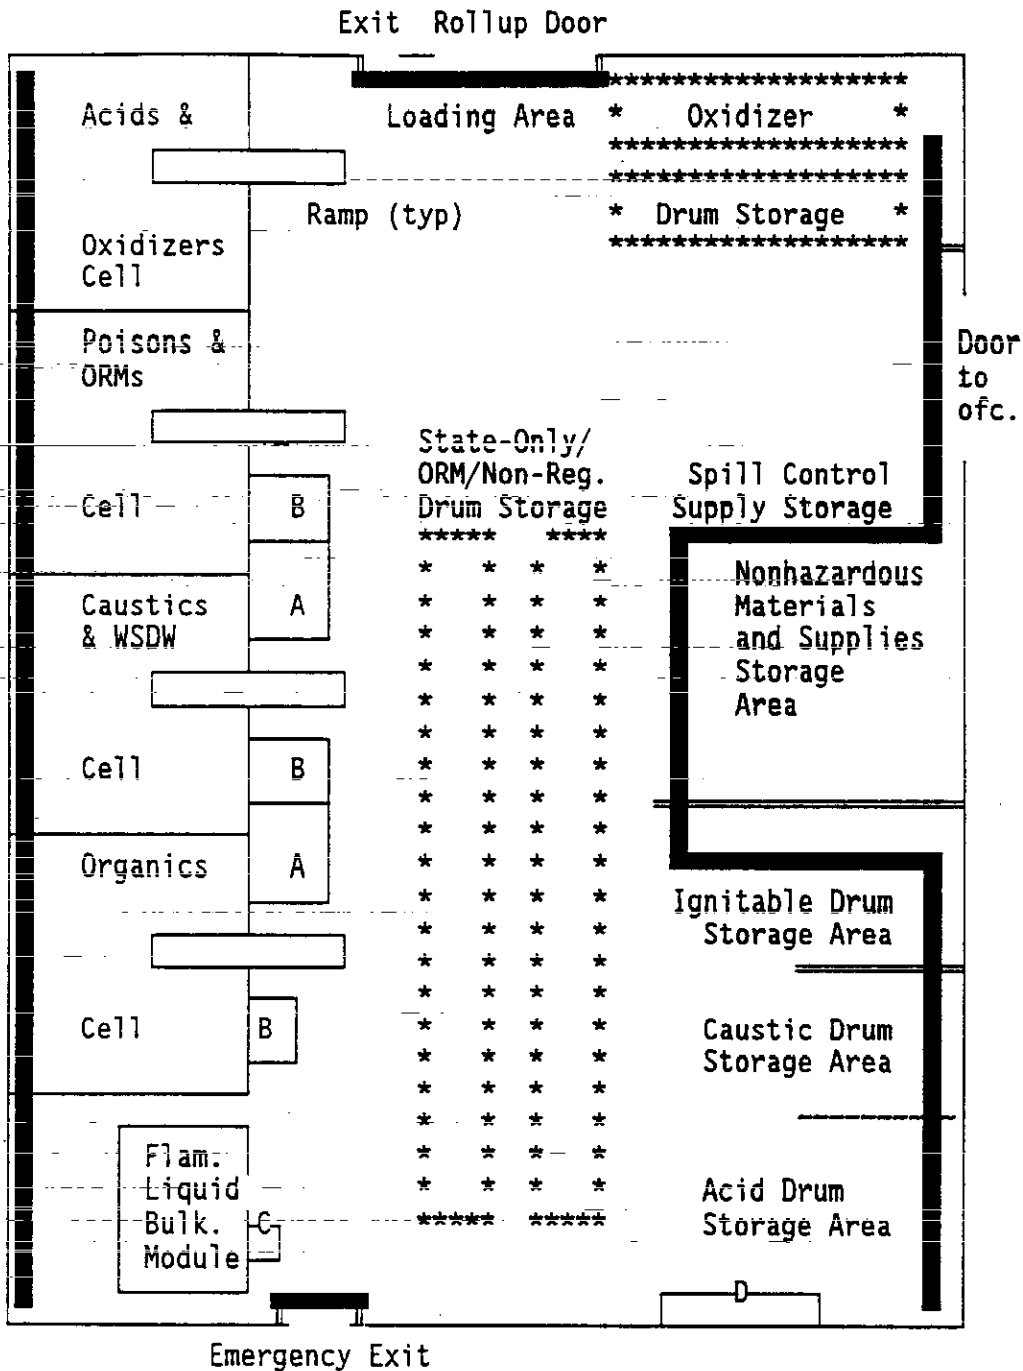 Exit Rollup Door
Acids &
Loading Area
* Oxidizer *
Ramp (typ)
* Drum Storage *
Oxidizers
Cell
Poisons &
ORMs
Door
to
ofc.
State-Only/
ORM/Non-Reg.
Drum Storage
Spill Control
Supply Storage
Cell
B
A
Nonhazardous
Materials
and Supplies
Storage
Area
Caustics
& WSDW
Cell
B
A
Organics
Ignitable Drum
Storage Area
Cell
B
Caustic Drum
Storage Area
Flam.
Liquid
Bulk.
Module
C
Acid Drum
Storage Area
D
Emergency Exit